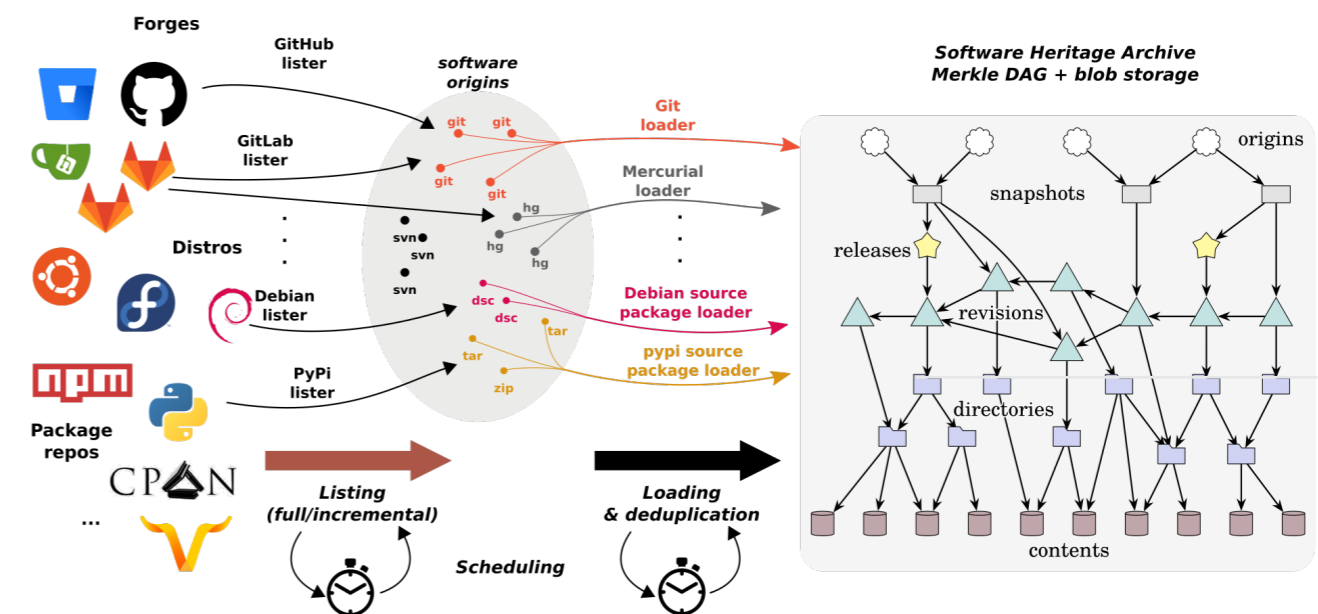 Forges
GitHub
lister
GitLab
lister
.
.
.
Distros
Debian
lister
npm
PyPi
lister
Package
repos
CPAN
...
Listing
(full/incremental)
Scheduling
software
origins
git
git
git
git
hg
hg
hg
svn
svn
svn
dsc
dsc
tar
tar
zip
Git
loader
Mercurial
loader
.
.
.
Debian source
package loader
pypi source
package loader
Loading
& deduplication
Software Heritage Archive
Merkle DAG + blob storage
origins
snapshots
releases
revisions
directories
contents